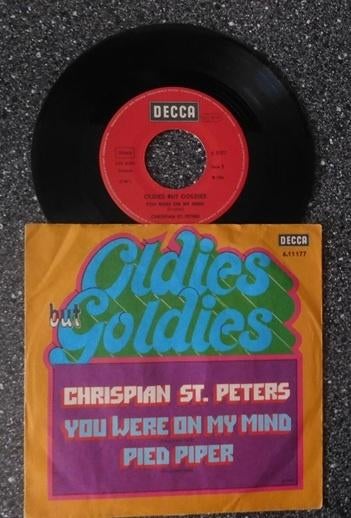 DECCA
OLDIES BUT GOLDIES
YOU WERE ON MY MIND
CHRISPIAN ST. PETERS
DECCA
6.11177
Oldies
but
Goldies
CHRISPIAN ST. PETERS
YOU WERE ON MY MIND
PIED PIPER